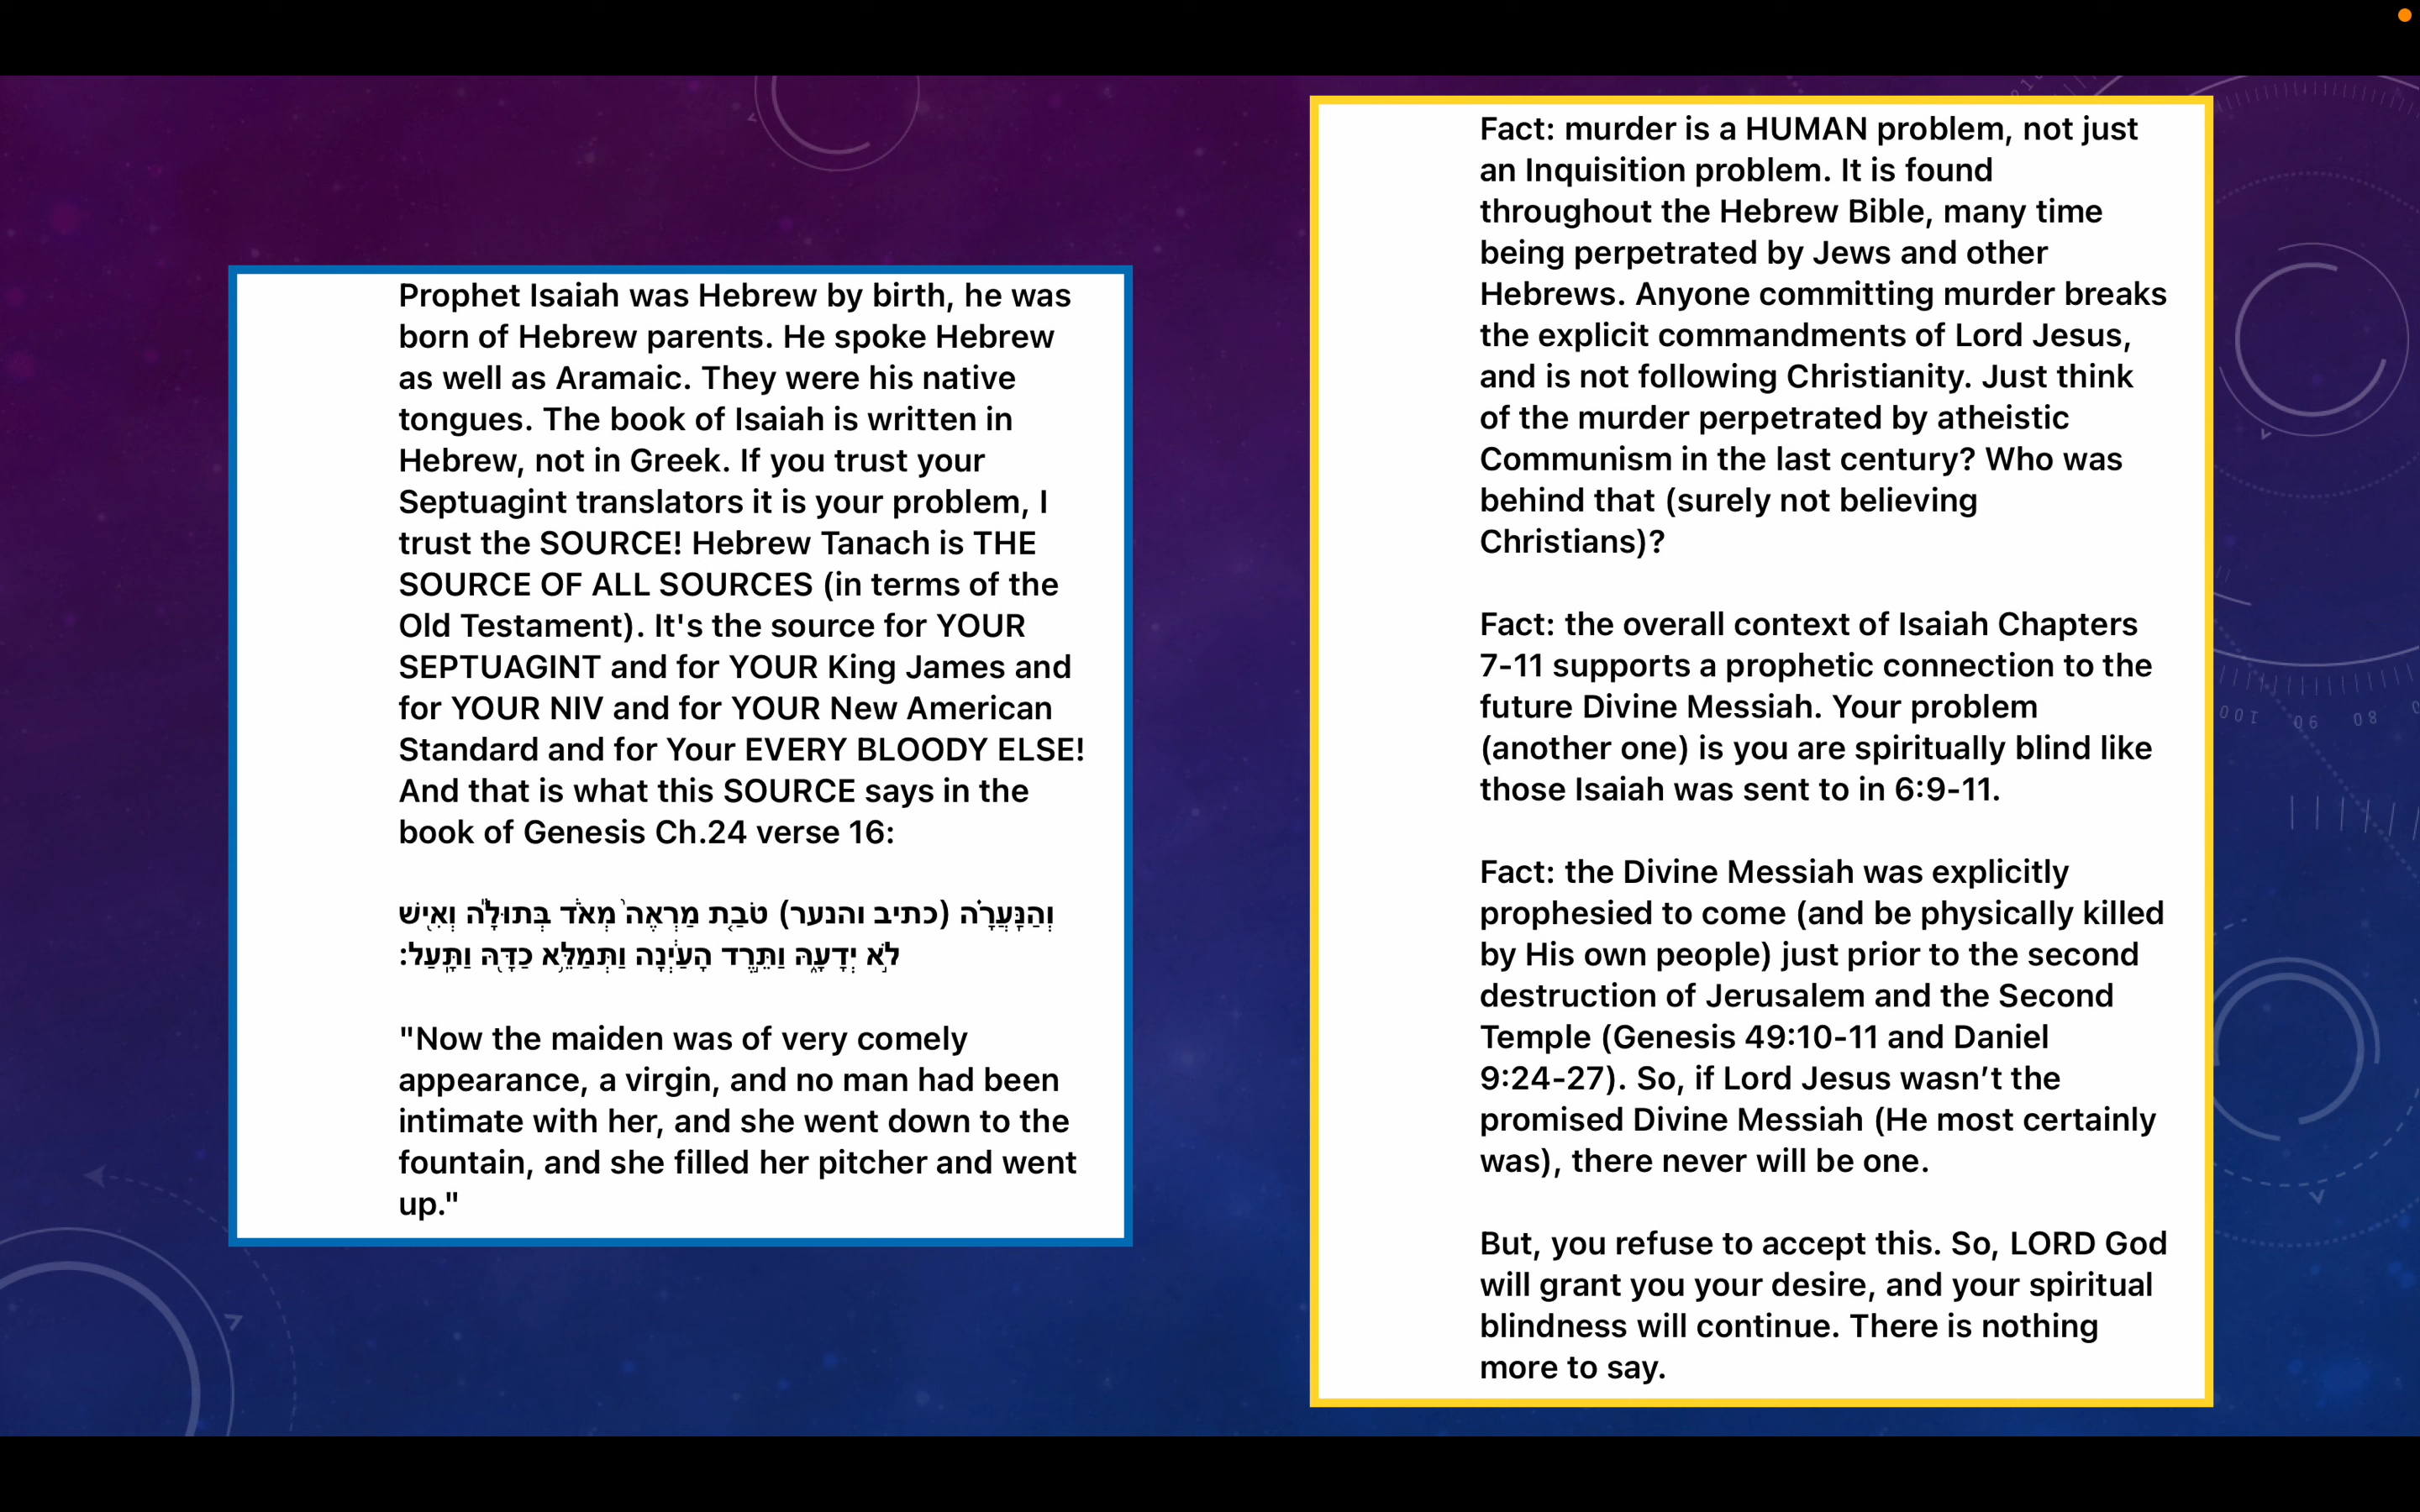 Prophet Isaiah was Hebrew by birth, he was
born of Hebrew parents. He spoke Hebrew
as well as Aramaic. They were his native
tongues. The book of Isaiah is written in
Hebrew, not in Greek. If you trust your
Septuagint translators it is your problem, I
trust the SOURCE! Hebrew Tanach is THE
SOURCE OF ALL SOURCES (in terms of the
Old Testament). It's the source for YOUR
SEPTUAGINT and for YOUR King James and
for YOUR NIV and for YOUR New American
Standard and for Your EVERY BLOODY ELSE!
And that is what this SOURCE says in the
book of Genesis Ch.24 verse 16:
וְהַנַּֽעֲרָ֗ה (כתיב והנער) טֹבַ֤ת מַרְאֶה֙ מְאֹ֔ד בְּתוּלָ֕ה וְאִ֖ישׁ
לֹ֣א יְדָעָ֑הּ וַתֵּ֣רֶד הָעַ֔יְנָה וַתְּמַלֵּ֥א כַדָּ֖הּ וַתָּֽעַל:
"Now the maiden was of very comely
appearance, a virgin, and no man had been
intimate with her, and she went down to the
fountain, and she filled her pitcher and went
up."
Fact: murder is a HUMAN problem, not just
an Inquisition problem. It is found
throughout the Hebrew Bible, many time
being perpetrated by Jews and other
Hebrews. Anyone committing murder breaks
the explicit commandments of Lord Jesus,
and is not following Christianity. Just think
of the murder perpetrated by atheistic
Communism in the last century? Who was
behind that (surely not believing
Christians)?
Fact: the overall context of Isaiah Chapters
7-11 supports a prophetic connection to the
future Divine Messiah. Your problem
(another one) is you are spiritually blind like
those Isaiah was sent to in 6:9-11.
Fact: the Divine Messiah was explicitly
prophesied to come (and be physically killed
by His own people) just prior to the second
destruction of Jerusalem and the Second
Temple (Genesis 49:10-11 and Daniel
9:24-27). So, if Lord Jesus wasn’t the
promised Divine Messiah (He most certainly
was), there never will be one.
But, you refuse to accept this. So, LORD God
will grant you your desire, and your spiritual
blindness will continue. There is nothing
more to say.